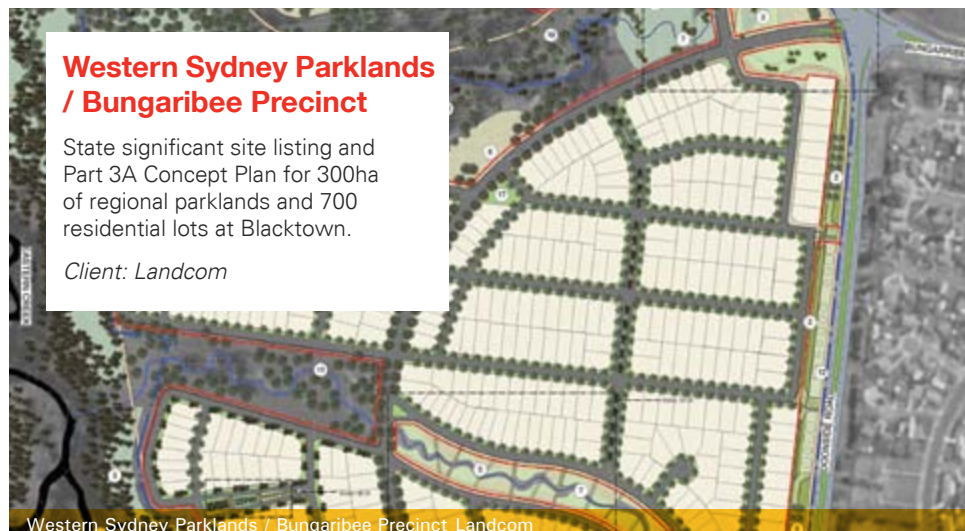 Western Sydney Parklands
/ Bungaribee Precinct
State significant site listing and
Part 3A Concept Plan for 300ha
of regional parklands and 700
residential lots at Blacktown.
Client: Landcom
Western Sydney Parklands / Bungaribee Precinct Landcom